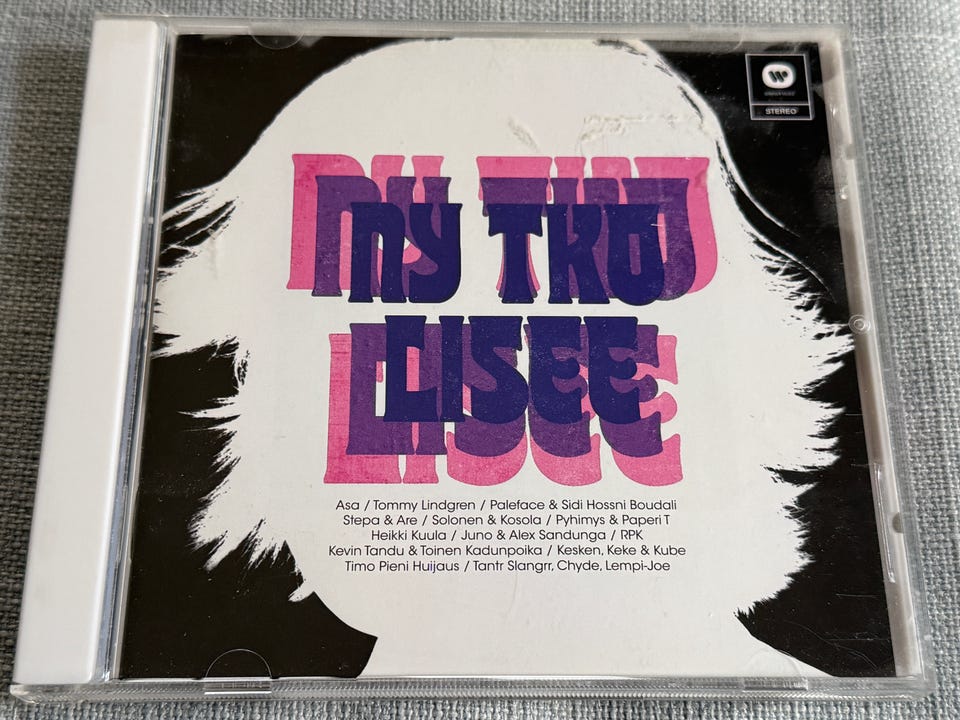 STEREO
NY TKO
LISEE
Asa / Tommy Lindgren / Paleface & Sidi Hossni Boudali
Stepa & Are / Solonen & Kosola / Pyhimys & Paperi T
Heikki Kuula / Juno & Alex Sandunga / RPK
Kevin Tandu & Toinen Kadunpoika / Kesken, Keke & Kube
Timo Pieni Huijaus / Tantr Slangrr, Chyde, Lempi-Joe